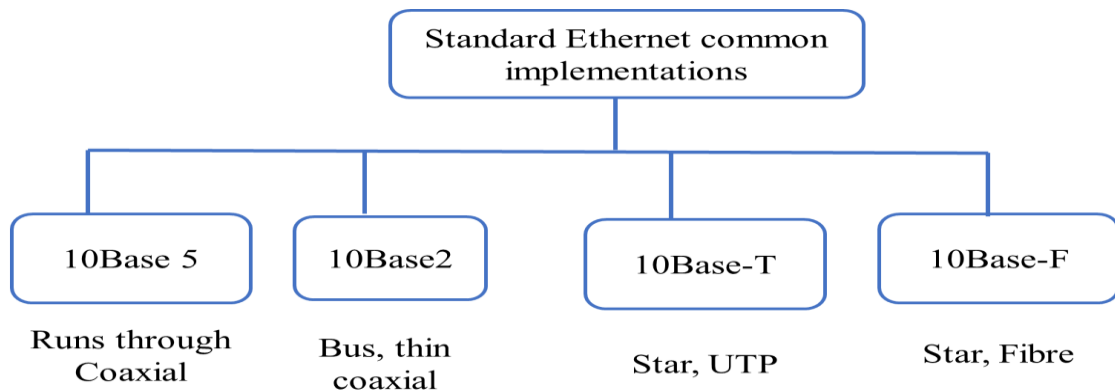 Standard Ethernet common
implementations
10Base 5
10Base2
10Base-T
10Base-F
Runs through
Coaxial
Bus, thin
coaxial
Star, UTP
Star, Fibre